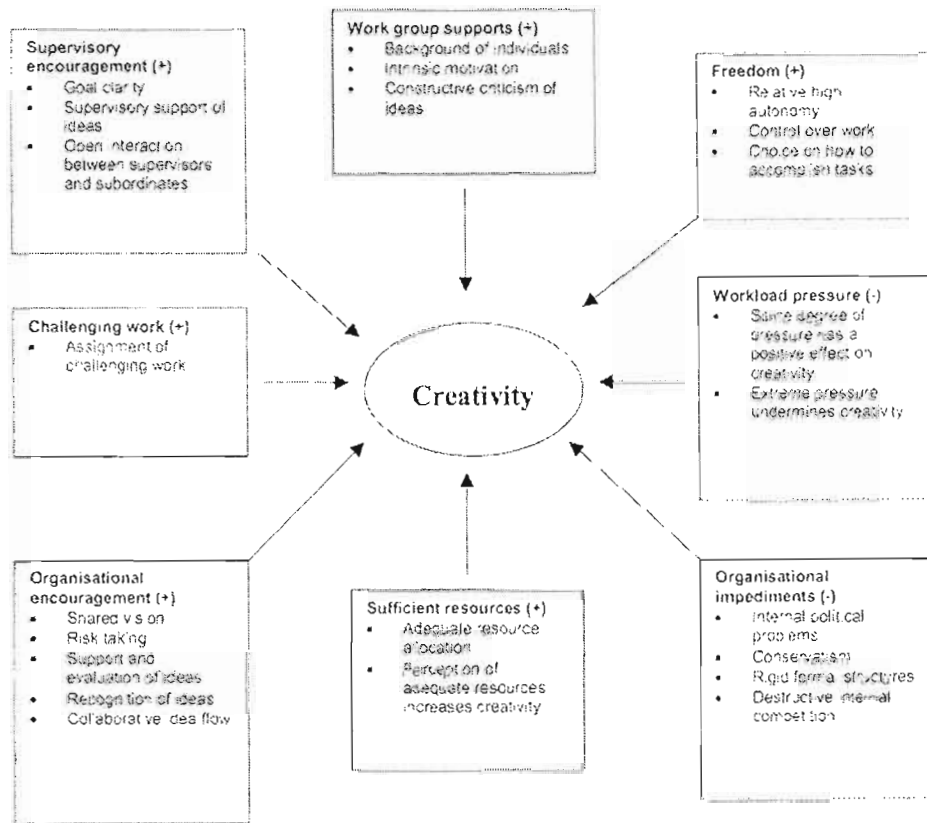 Supervisory
encouragement (+)
• Goal clarity
• Supervisory support of
ideas
• Open interaction
between supervisors
and subordinates
Work group supports (+)
• Background of individuals
• Intrinsic motivation
• Constructive criticism of
ideas
Freedom (+)
• Relative high
autonomy
• Control over work
• Choice on how to
accomplish tasks
Challenging work (+)
• Assignment of
challenging work
Creativity
Workload pressure (-)
• Some degree of
pressure has a
positive effect on
creativity
• Extreme pressure
undermines creativity
Organisational
encouragement (+)
• Shared vision
• Risk taking
• Support and
evaluation of ideas
• Recognition of ideas
• Collaborative idea flow
Sufficient resources (+)
• Adequate resource
allocation
• Perception of
adequate resources
increases creativity
Organisational
impediments (-)
• Internal political
problems
• Conservatism
• Rigid formal structures
• Destructive internal
competition